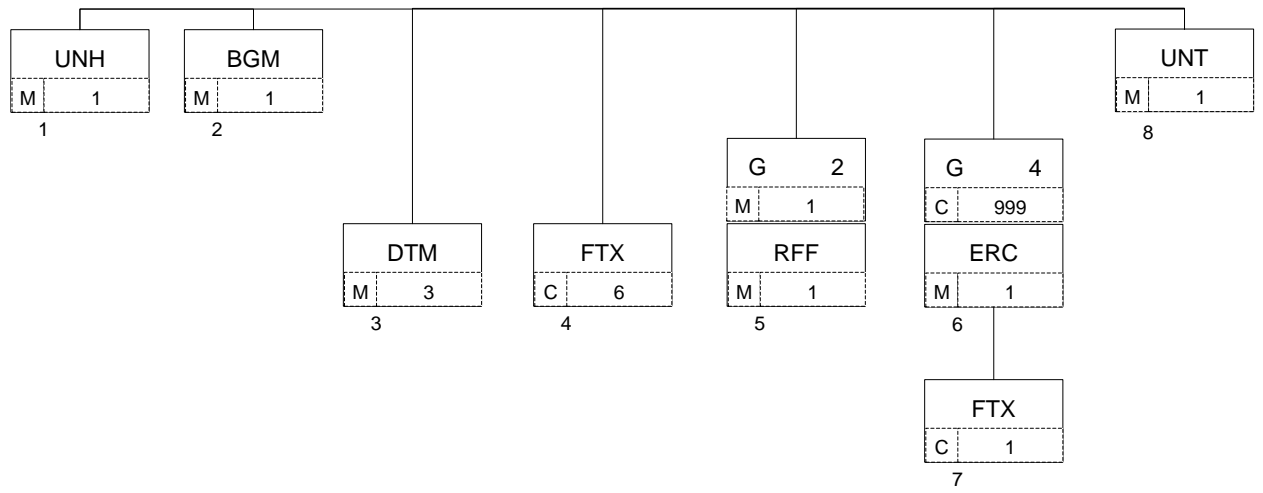 UNH
M 1
1
BGM
M 1
2
DTM
M 3
3
FTX
C 6
4
G 2
M 1
RFF
M 1
5
G 4
C 999
ERC
M 1
6
FTX
C 1
7
UNT
M 1
8